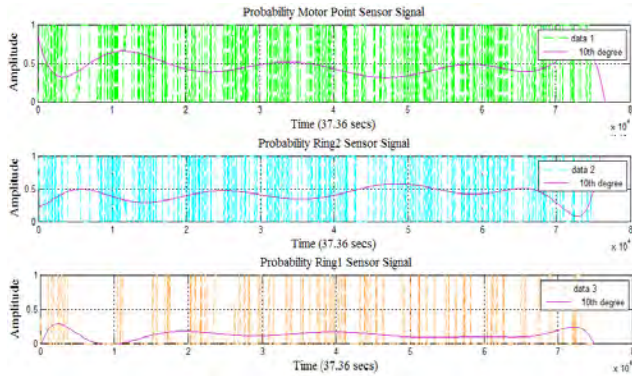 Probability Motor Point Sensor Signal
1
0.5
0
Amplitude
data 1
10th degree
0 1 2 3 4 5 6 7 8
Time (37.36 secs)
× 10⁴
Probability Ring2 Sensor Signal
1
0.5
0
Amplitude
data 2
10th degree
0 1 2 3 4 5 6 7 8
Time (37.36 secs)
× 10⁴
Probability Ring1 Sensor Signal
1
0.5
0
Amplitude
data 3
10th degree
0 1 2 3 4 5 6 7 8
Time (37.36 secs)